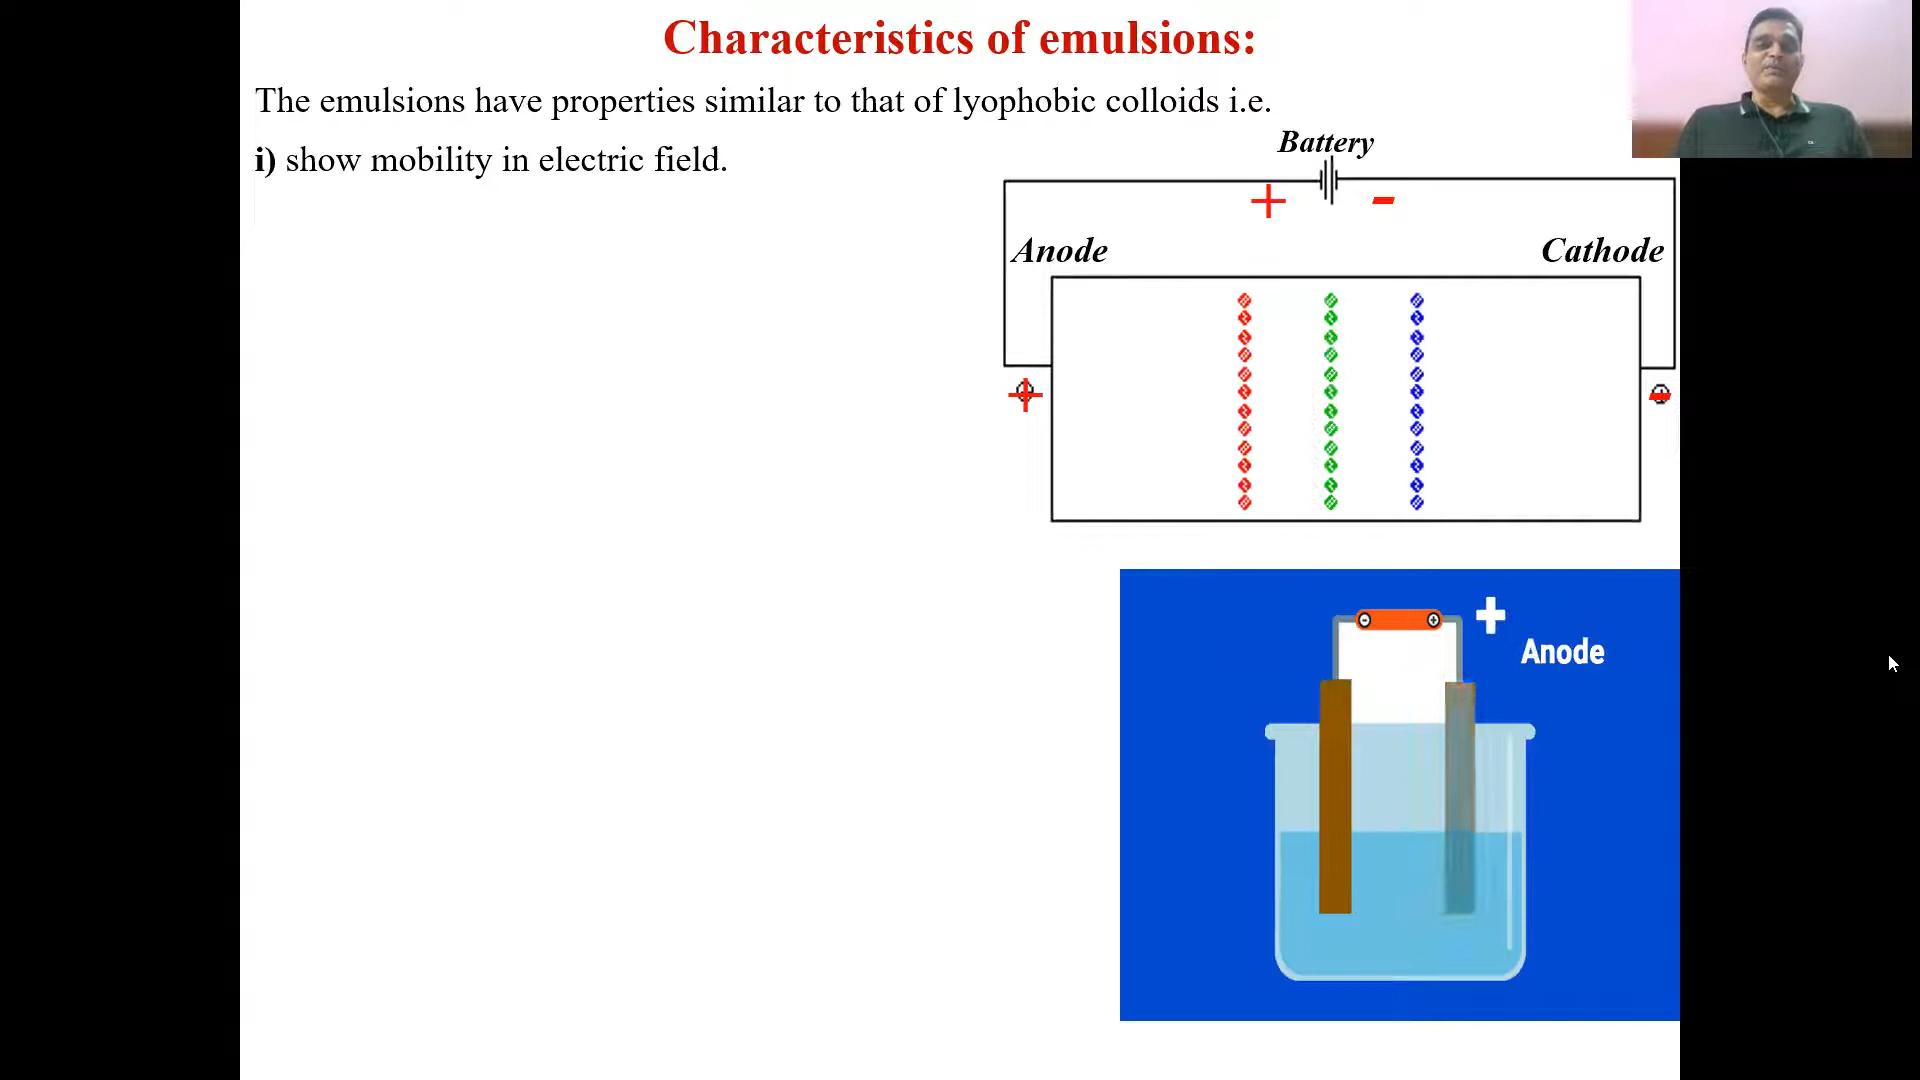 Characteristics of emulsions:
The emulsions have properties similar to that of lyophobic colloids i.e.
i) show mobility in electric field.
Battery
+ -
Anode Cathode
+ -
- + +
Anode